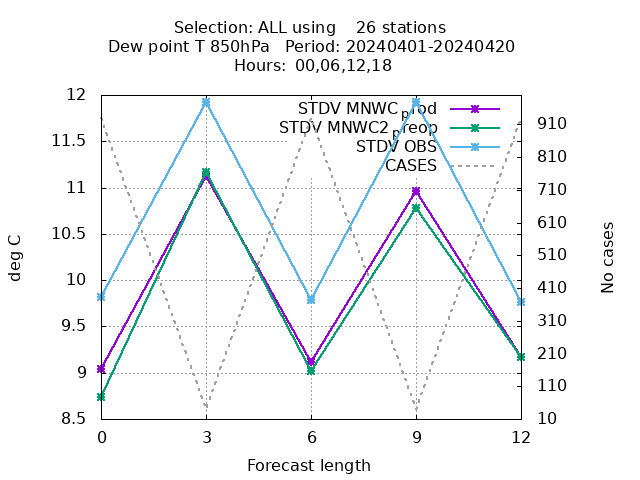 Selection: ALL using    26 stations
Dew point T 850hPa   Period: 20240401-20240420
Hours: 00,06,12,18
STDV MNWC_prod
STDV MNWC2_preop
STDV OBS
CASES
12
11.5
11
10.5
10
9.5
9
8.5
deg C
910
810
710
610
510
410
310
210
110
10
No cases
0 3 6 9 12
Forecast length